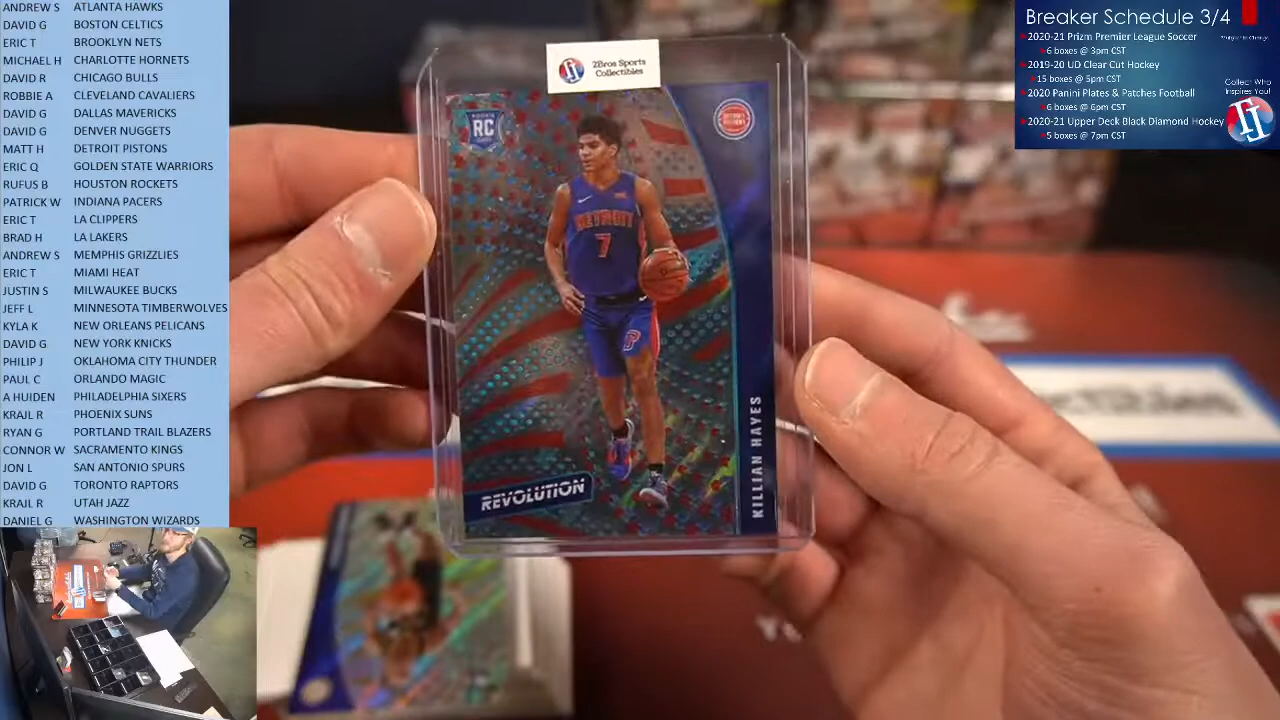 ANDREW S ATLANTA HAWKS
DAVID G BOSTON CELTICS
ERIC T BROOKLYN NETS
MICHAEL H CHARLOTTE HORNETS
DAVID R CHICAGO BULLS
ROBBIE A CLEVELAND CAVALIERS
DAVID G DALLAS MAVERICKS
DAVID G DENVER NUGGETS
MATT H DETROIT PISTONS
ERIC Q GOLDEN STATE WARRIORS
RUFUS B HOUSTON ROCKETS
PATRICK W INDIANA PACERS
ERIC T LA CLIPPERS
BRAD H LA LAKERS
ANDREW S MEMPHIS GRIZZLIES
ERIC T MIAMI HEAT
JUSTIN S MILWAUKEE BUCKS
JEFF L MINNESOTA TIMBERWOLVES
KYLA K NEW ORLEANS PELICANS
DAVID G NEW YORK KNICKS
PHILIP J OKLAHOMA CITY THUNDER
PAUL C ORLANDO MAGIC
A HUIDEN PHILADELPHIA SIXERS
KRAJL R PHOENIX SUNS
RYAN G PORTLAND TRAIL BLAZERS
CONNOR W SACRAMENTO KINGS
JON L SAN ANTONIO SPURS
DAVID G TORONTO RAPTORS
KRAJL R UTAH JAZZ
DANIEL G WASHINGTON WIZARDS
2Bros Sports
Collectibles
RC
DETROIT
7
REVOLUTION
KILLIAN HAYES
Breaker Schedule 3/4
2020-21 Prizm Premier League Soccer
6 boxes @ 3pm CST
2019-20 UD Clear Cut Hockey
15 boxes @ 5pm CST
2020 Panini Plates & Patches Football
6 boxes @ 6pm CST
2020-21 Upper Deck Black Diamond Hockey
5 boxes @ 7pm CST
Collect Who
Inspires You!